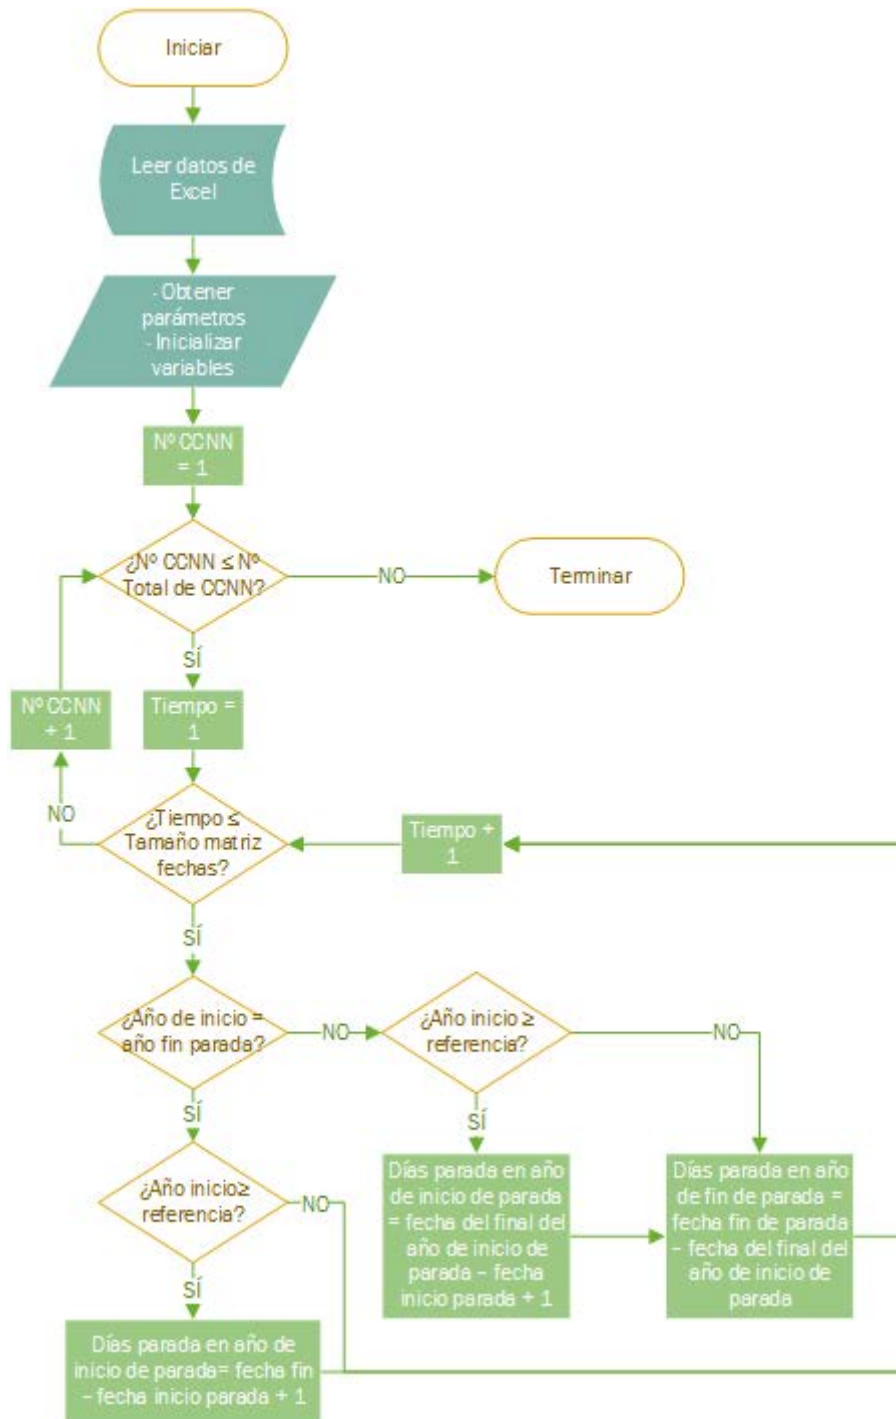 Iniciar
Leer datos de
Excel
- Obtener
parámetros
- Inicializar
variables
Nº CCNN
= 1
¿Nº CCNN ≤ Nº
Total de CCNN?
NO
Terminar
SÍ
Nº CCNN
+ 1
Tiempo =
1
NO
¿Tiempo ≤
Tamaño matriz
fechas?
Tiempo +
1
SÍ
¿Año de inicio =
año fin parada?
NO
¿Año inicio ≥
referencia?
NO
SÍ
SÍ
¿Año inicio≥
referencia?
NO
Días parada en año
de inicio de parada
= fecha del final del
año de inicio de
parada – fecha
inicio parada + 1
Días parada en año
de fin de parada =
fecha fin de parada
– fecha del final del
año de inicio de
parada
SÍ
Días parada en año de
inicio de parada= fecha fin
– fecha inicio parada + 1